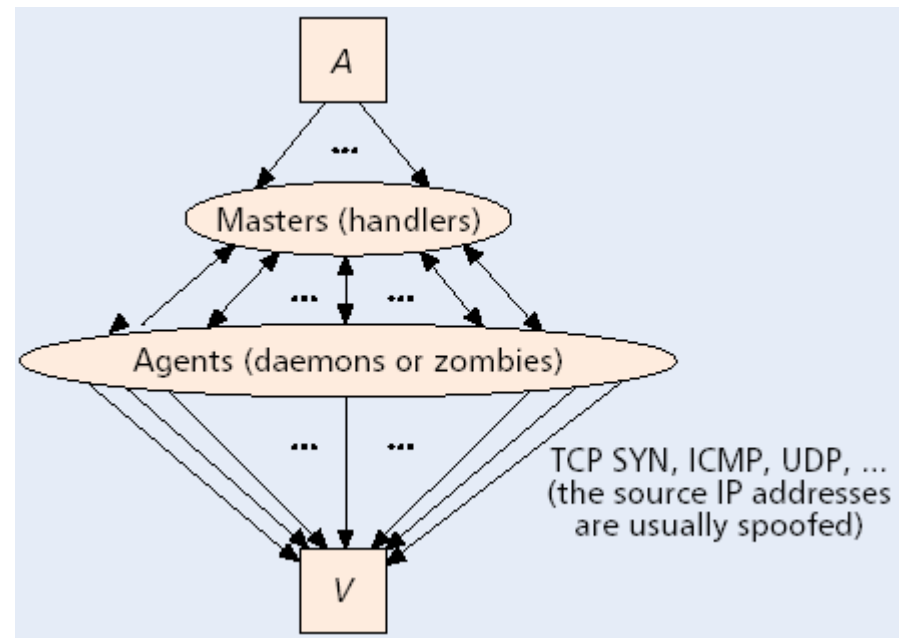 A
...
Masters (handlers)
... ...
Agents (daemons or zombies)
... ...
TCP SYN, ICMP, UDP, ...
(the source IP addresses
are usually spoofed)
V